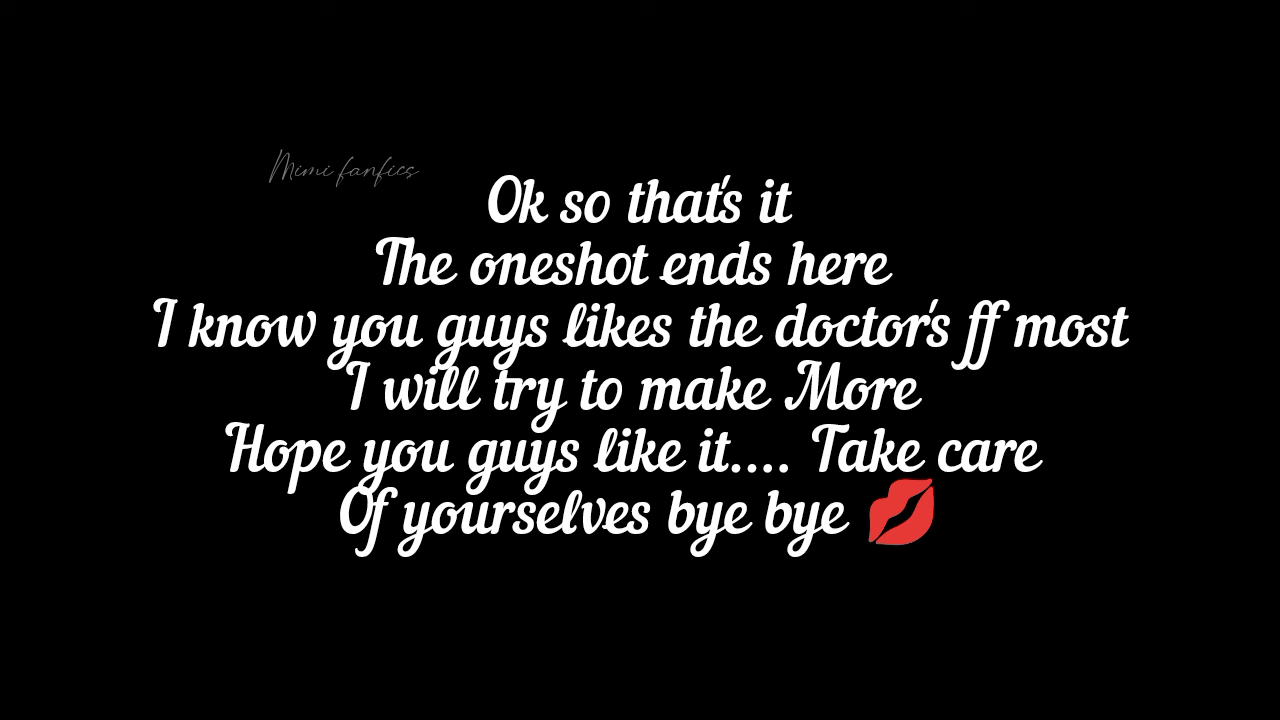 Mimi fanfics
Ok so that's it
The oneshot ends here
I know you guys likes the doctor's ff most
I will try to make More
Hope you guys like it.... Take care
Of yourselves bye bye 💋